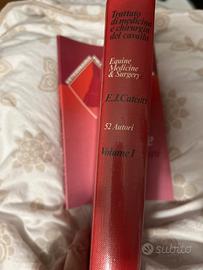 Trattato
di medicina
e chirurgia
del cavallo
Equine
Medicine
& Surgery
E.J. Catcott
52 Autori
Volume I
subito